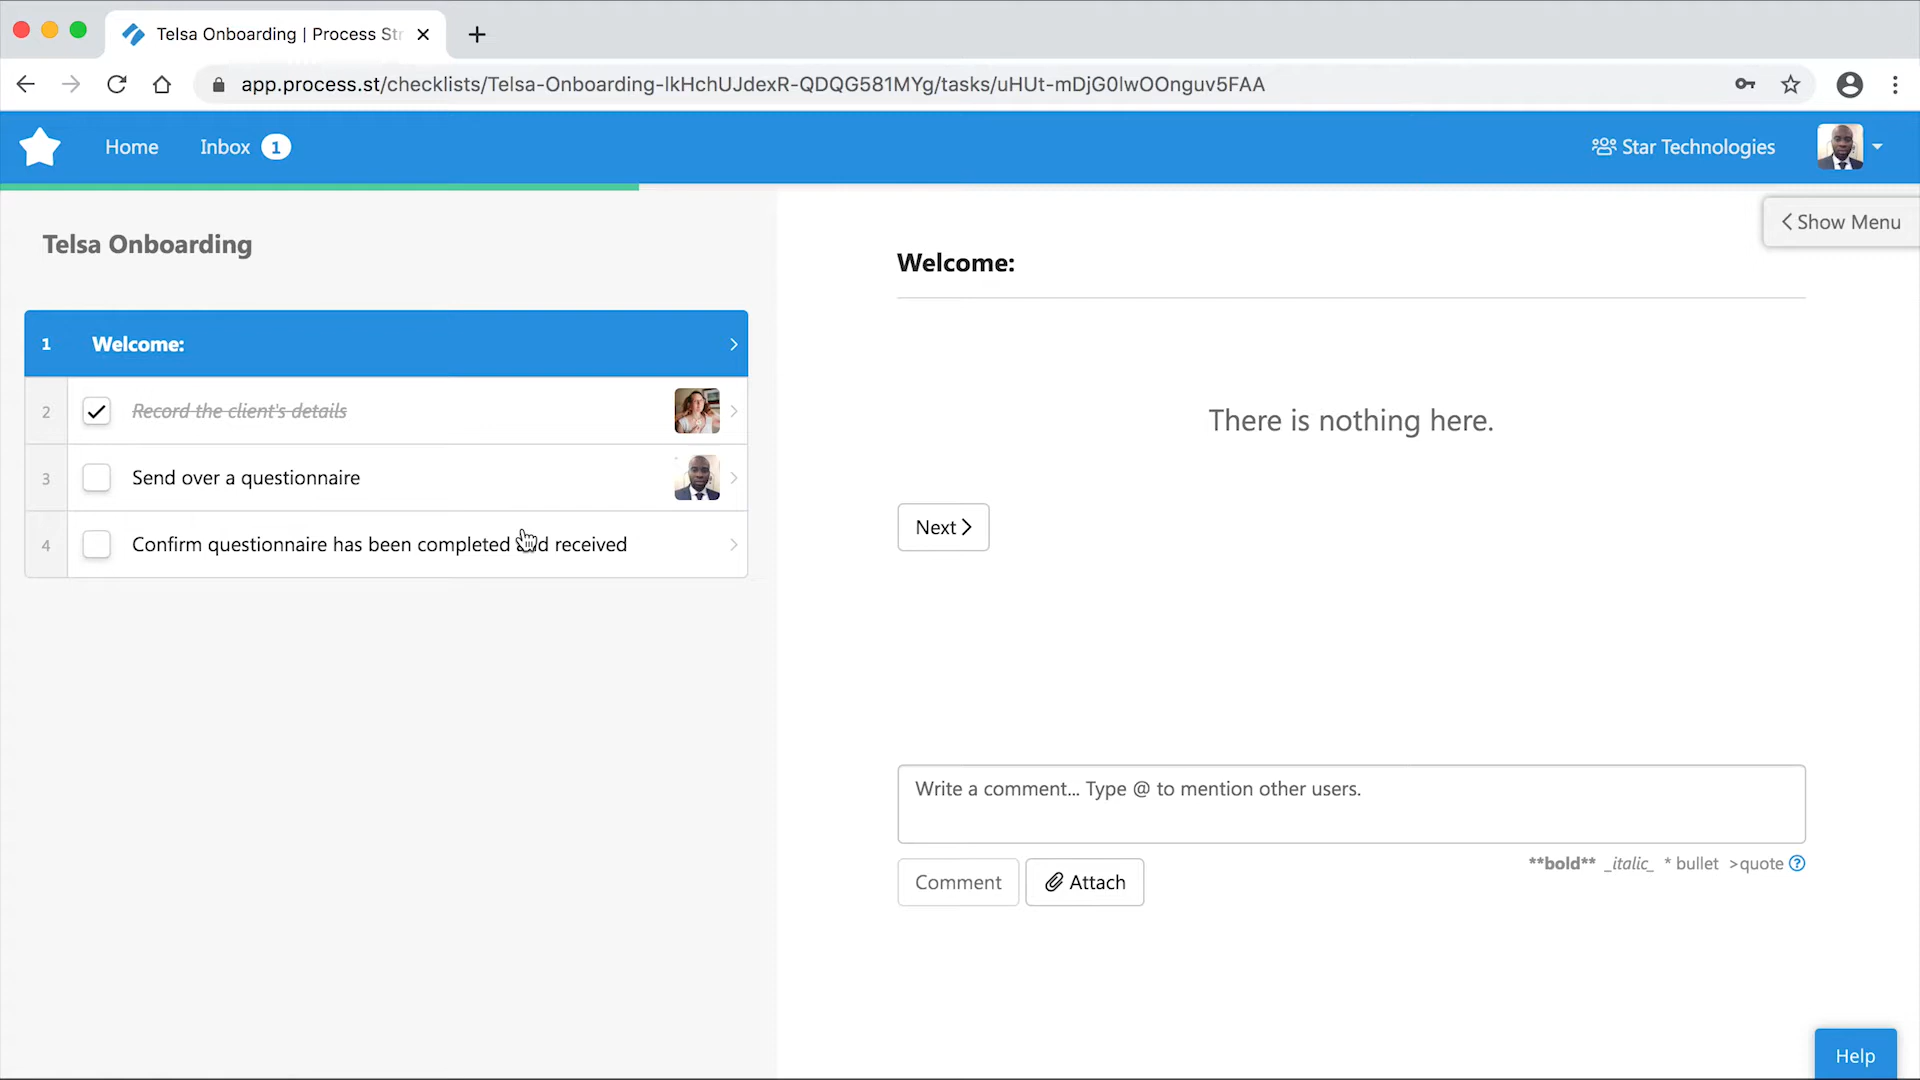 Telsa Onboarding | Process Str
app.process.st/checklists/Telsa-Onboarding-lkHchUJdexR-QDQG581MYg/tasks/uHUt-mDjG0lwOOnguv5FAA
Home
Inbox 1
Star Technologies
Show Menu
Telsa Onboarding
1 Welcome:
2 Record the client's details
3 Send over a questionnaire
4 Confirm questionnaire has been completed and received
Welcome:
There is nothing here.
Next
Write a comment... Type @ to mention other users.
**bold** _italic_ * bullet >quote ?
Comment
Attach
Help